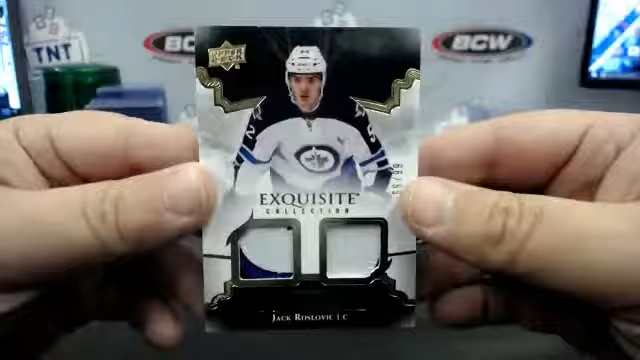 TNT
BCW
BCW
UPPER DECK
EXQUISITE
COLLECTION
JACK ROSLOVIC | C